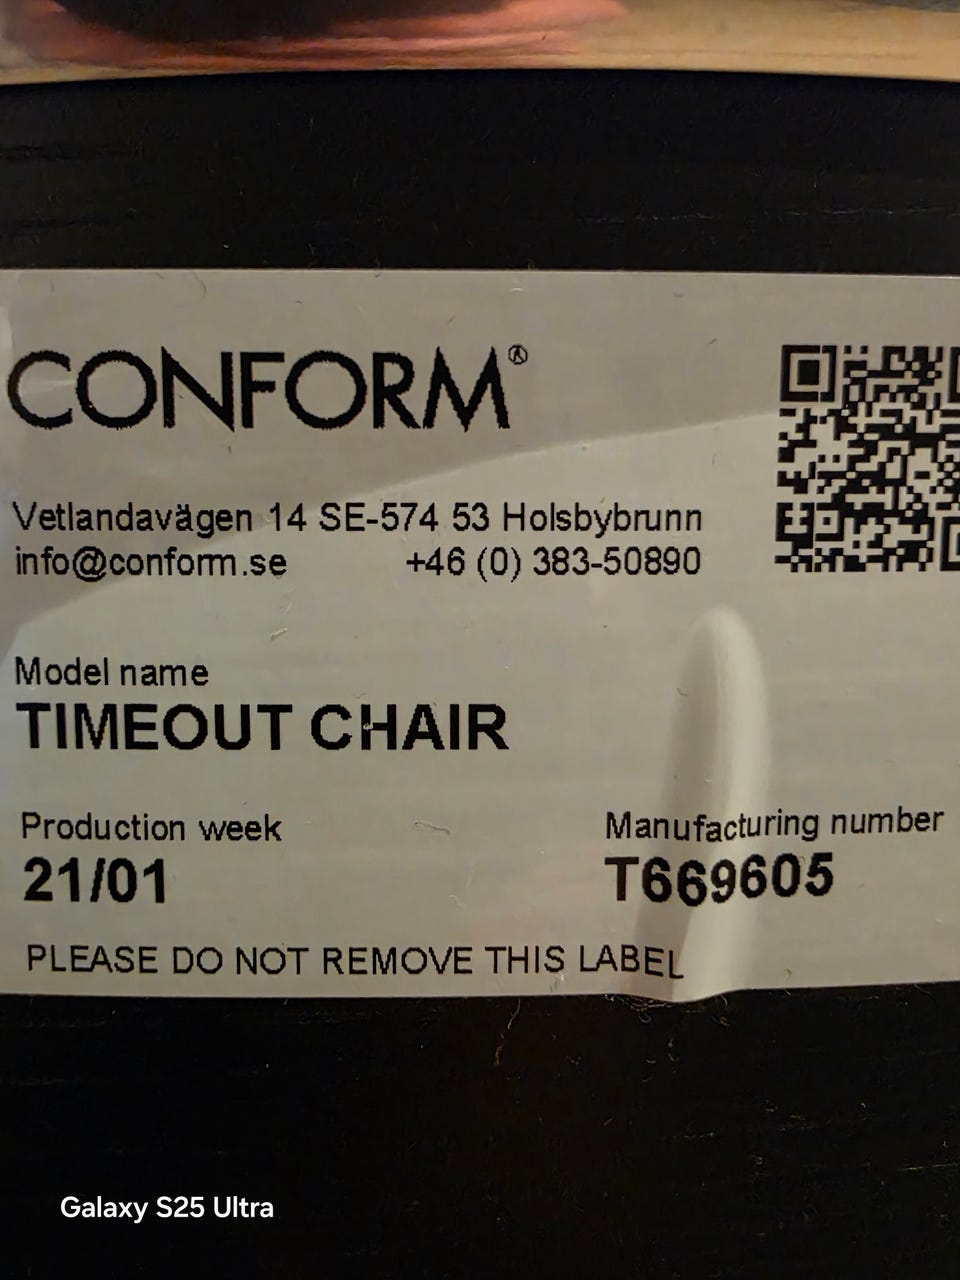 CONFORM®
Vetlandavägen 14 SE-574 53 Holsbybrunn
info@conform.se +46 (0) 383-50890
Model name
TIMEOUT CHAIR
Production week Manufacturing number
21/01 T669605
PLEASE DO NOT REMOVE THIS LABEL
Galaxy S25 Ultra